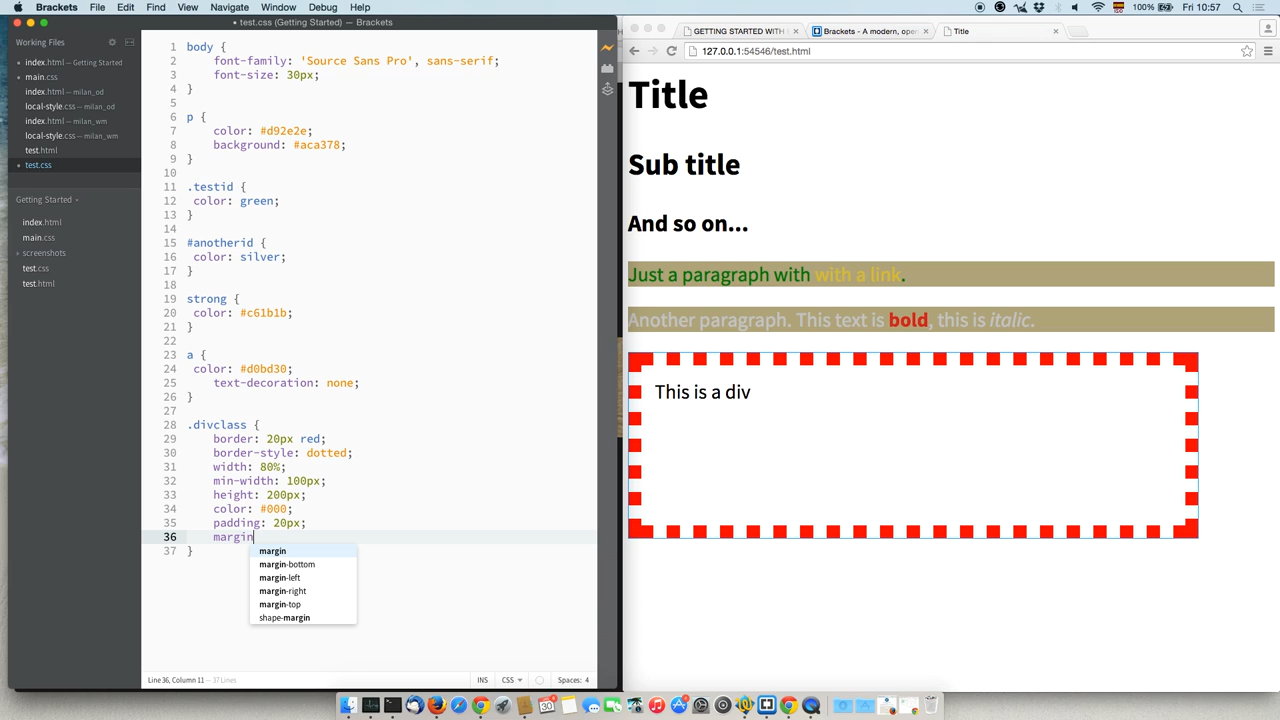 Brackets File Edit Find View Navigate Window Debug Help
100% Fri 10:57
• test.css (Getting Started) — Brackets
Working Files
index.html — Getting Started
main.css
index.html — milan_od
local-style.css — milan_od
index.html — milan_wm
local-style.css — milan_wm
test.html
test.css
Getting Started
index.html
main.css
screenshots
test.css
test.html
1 body {
2 font-family: 'Source Sans Pro', sans-serif;
3 font-size: 30px;
4 }
5
6 p {
7 color: #d92e2e;
8 background: #aca378;
9 }
10
11 .testid {
12 color: green;
13 }
14
15 #anotherid {
16 color: silver;
17 }
18
19 strong {
20 color: #c61b1b;
21 }
22
23 a {
24 color: #d0bd30;
25 text-decoration: none;
26 }
27
28 .divclass {
29 border: 20px red;
30 border-style: dotted;
31 width: 80%;
32 min-width: 100px;
33 height: 200px;
34 color: #000;
35 padding: 20px;
36 margin
37 }
margin
margin-bottom
margin-left
margin-right
margin-top
shape-margin
Line 36, Column 11 — 37 Lines
INS CSS Spaces: 4
GETTING STARTED WITH
Brackets - A modern, ope
Title
127.0.0.1:54546/test.html
Title
Sub title
And so on...
Just a paragraph with with a link.
Another paragraph. This text is bold, this is italic.
This is a div
30